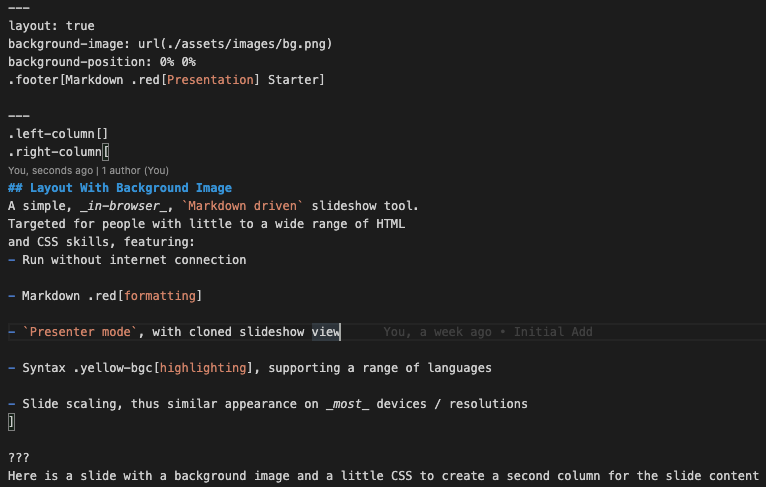 ---
layout: true
background-image: url(./assets/images/bg.png)
background-position: 0% 0%
.footer[Markdown .red[Presentation] Starter]
---
.left-column[]
.right-column[
You, seconds ago | 1 author (You)
## Layout With Background Image
A simple, _in-browser_, `Markdown driven` slideshow tool.
Targeted for people with little to a wide range of HTML
and CSS skills, featuring:
- Run without internet connection
- Markdown .red[formatting]
- `Presenter mode`, with cloned slideshow view You, a week ago • Initial Add
- Syntax .yellow-bgc[highlighting], supporting a range of languages
- Slide scaling, thus similar appearance on _most_ devices / resolutions
]
???
Here is a slide with a background image and a little CSS to create a second column for the slide content